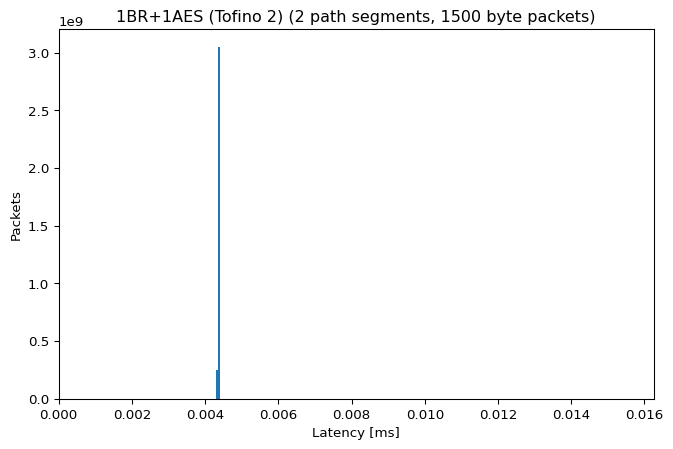 1BR+1AES (Tofino 2) (2 path segments, 1500 byte packets)
1e9
3.0
2.5
2.0
1.5
1.0
0.5
0.0
Packets
0.000 0.002 0.004 0.006 0.008 0.010 0.012 0.014 0.016
Latency [ms]